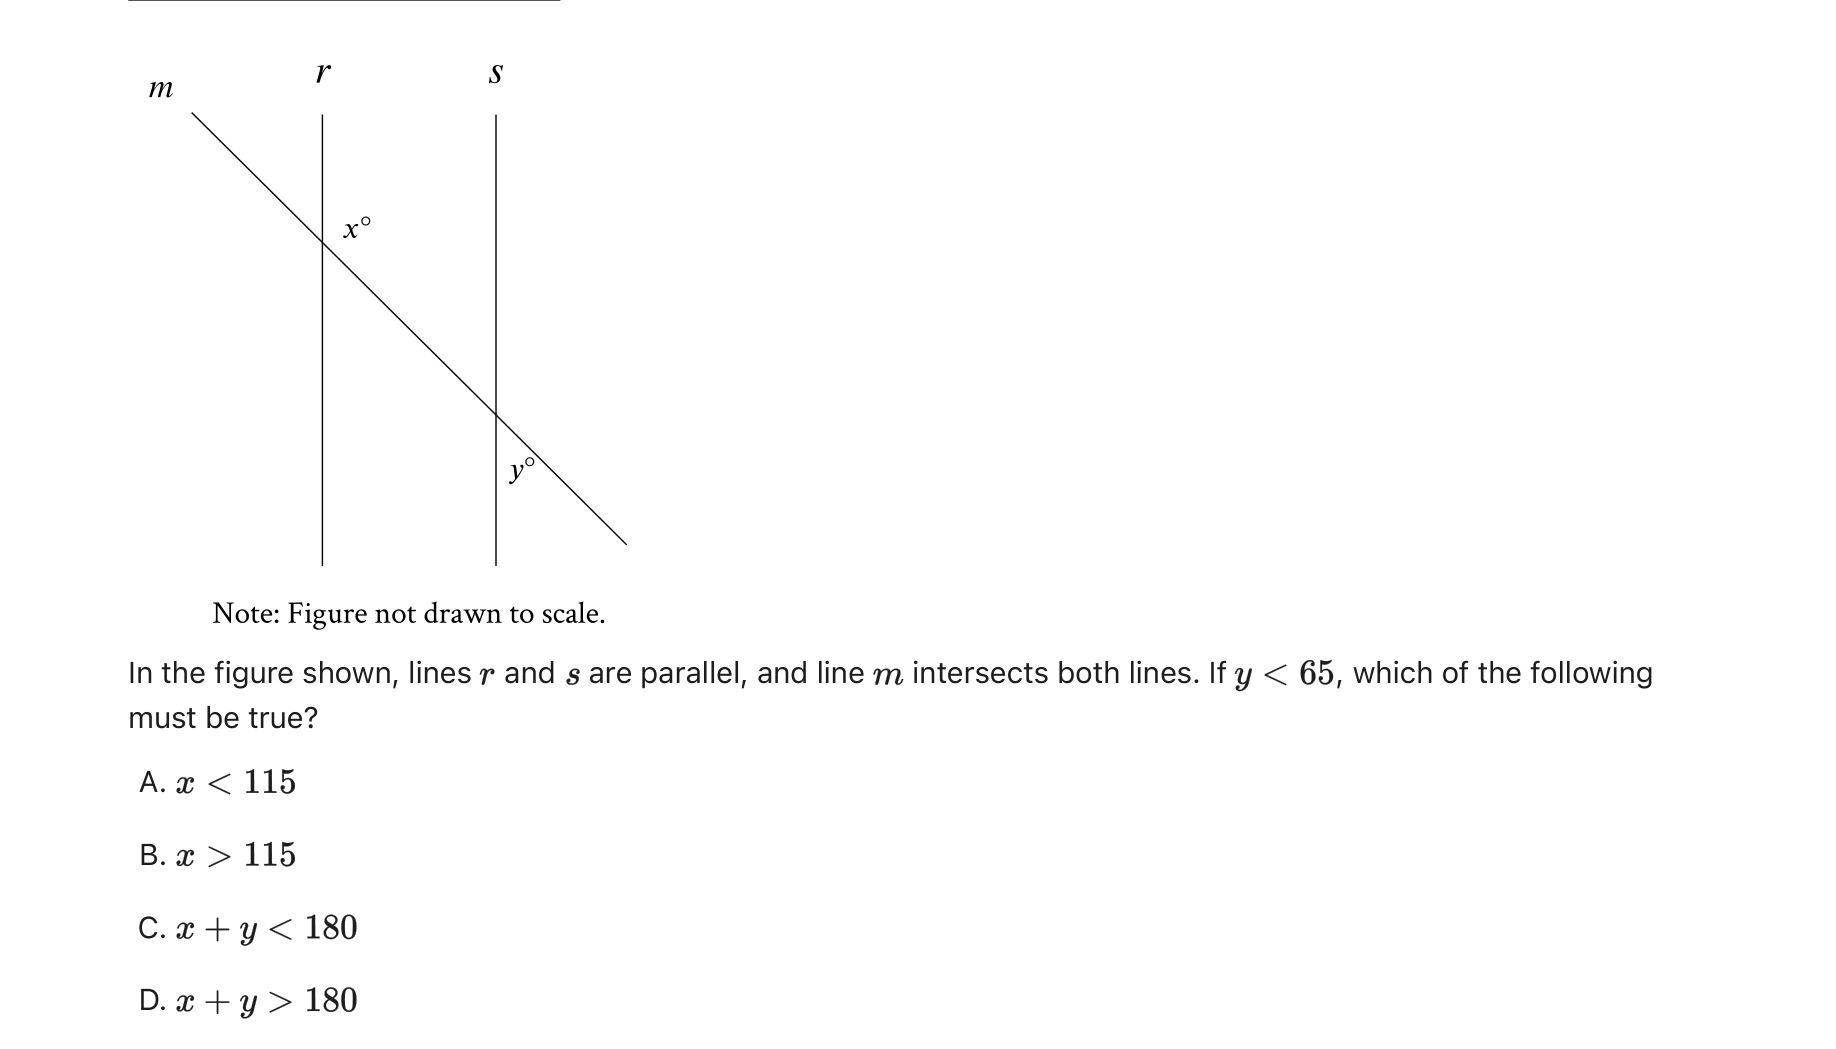 m
r
s
x°
y°
Note: Figure not drawn to scale.
In the figure shown, lines r and s are parallel, and line m intersects both lines. If y < 65, which of the following
must be true?
A. x < 115
B. x > 115
C. x + y < 180
D. x + y > 180